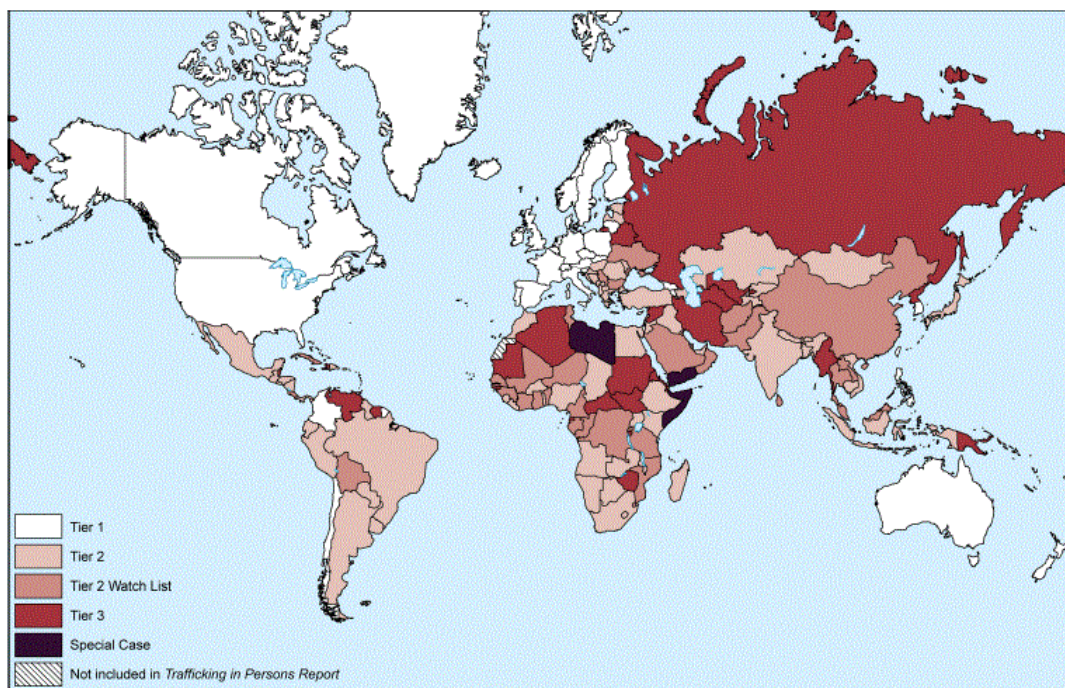 Tier 1
Tier 2
Tier 2 Watch List
Tier 3
Special Case
Not included in Trafficking in Persons Report